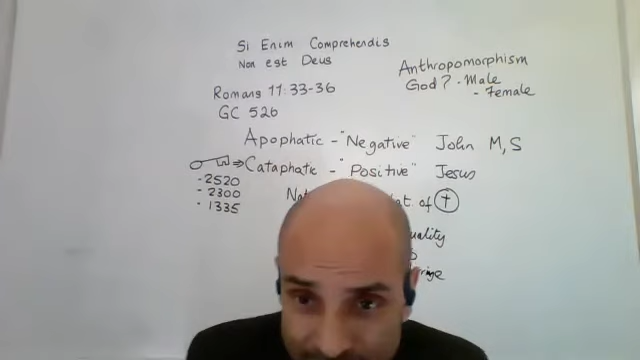 Si Enim Comprehendis
Non est Deus
Romans 11:33-36
GC 526
Anthropomorphism
God? - Male
- Female
Apophatic - "Negative" John M, S
Cataphatic - "Positive" Jesus
- 2520
- 2300
- 1335
of